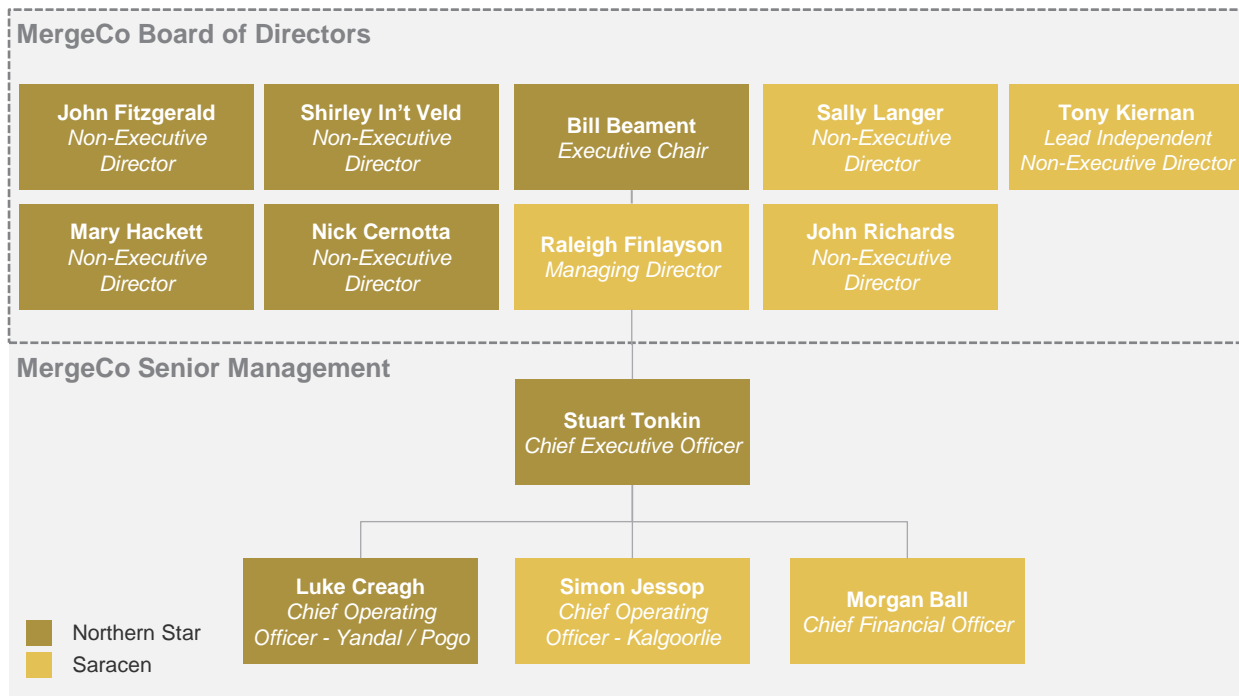 MergeCo Board of Directors
John Fitzgerald
Non-Executive
Director
Shirley In't Veld
Non-Executive
Director
Bill Beament
Executive Chair
Sally Langer
Non-Executive
Director
Tony Kiernan
Lead Independent
Non-Executive Director
Mary Hackett
Non-Executive
Director
Nick Cernotta
Non-Executive
Director
Raleigh Finlayson
Managing Director
John Richards
Non-Executive
Director
MergeCo Senior Management
Stuart Tonkin
Chief Executive Officer
Luke Creagh
Chief Operating
Officer - Yandal / Pogo
Simon Jessop
Chief Operating
Officer - Kalgoorlie
Morgan Ball
Chief Financial Officer
Northern Star
Saracen